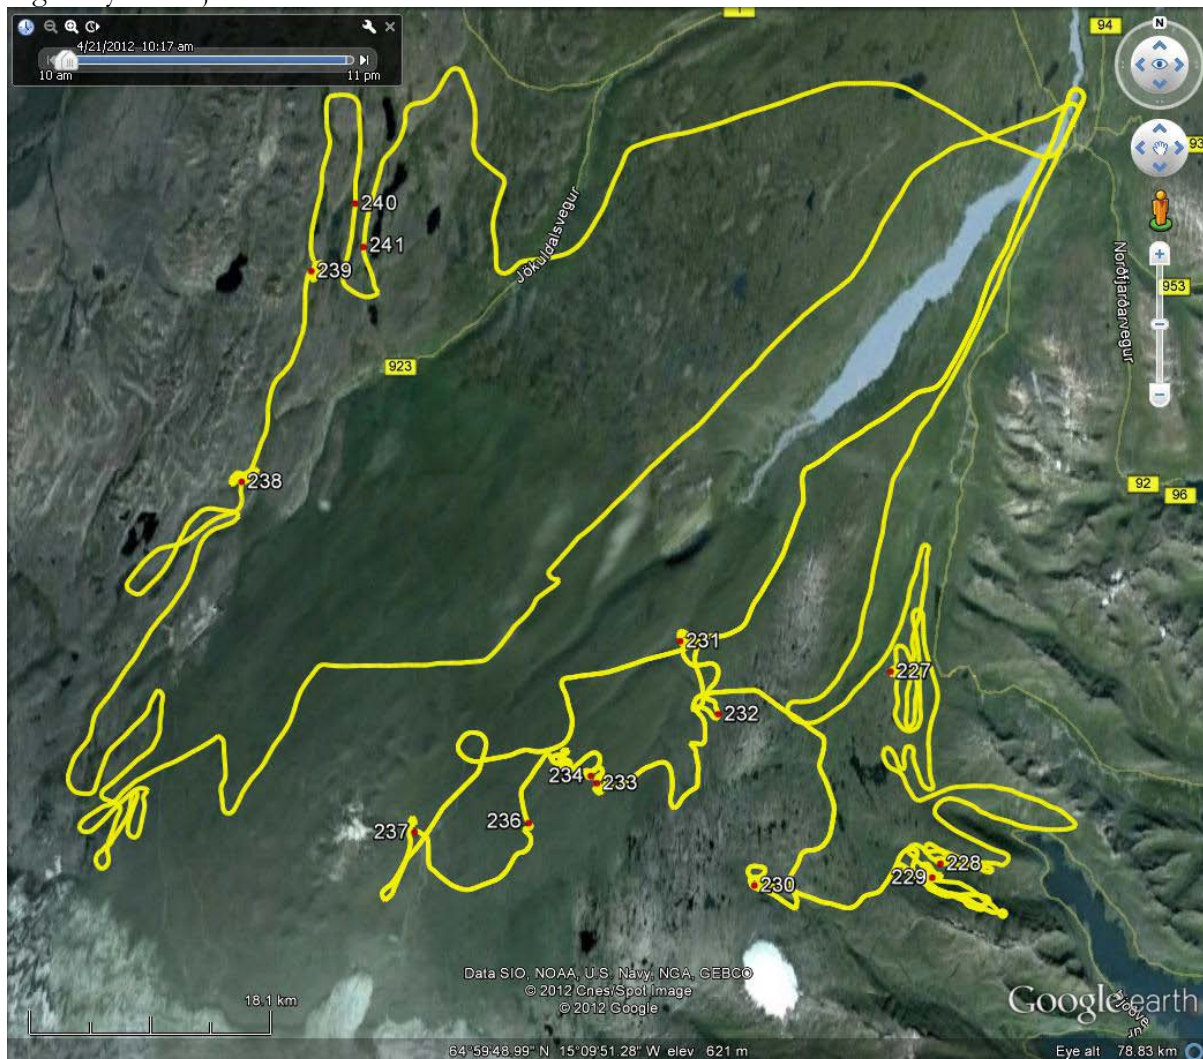 4/21/2012 10:17 am
10 am
11 pm
1
94
N
93
240
241
239
Jökuldalsvegur
Norðfjarðarvegur
953
923
238
92
96
231
227
232
234
233
237
236
228
229
230
Data SIO, NOAA, U.S. Navy, NGA, GEBCO
© 2012 Cnes/Spot Image
© 2012 Google
18.1 km
Google earth
64°59'48.99" N 15°09'51.28" W elev 621 m
Eye alt 78.83 km